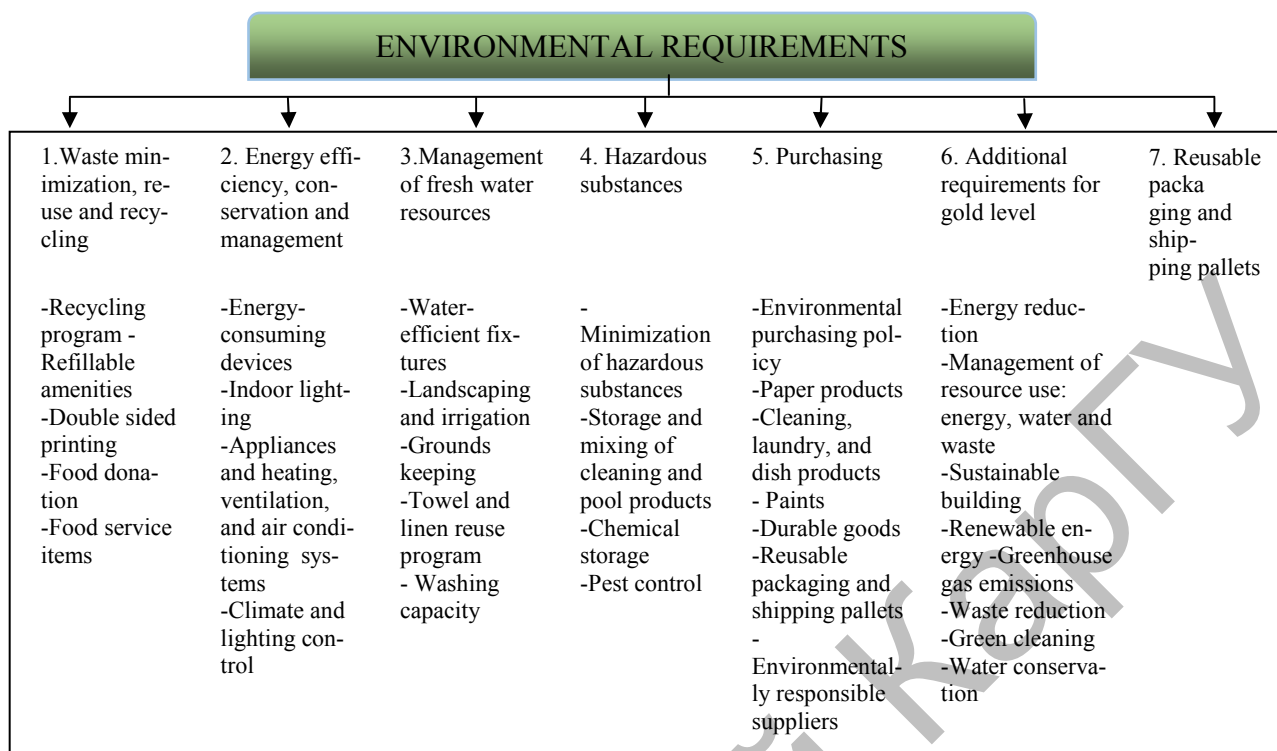 ENVIRONMENTAL REQUIREMENTS
1.Waste min-
imization, re-
use and recy-
cling
-Recycling
program -
Refillable
amenities
-Double sided
printing
-Food dona-
tion
-Food service
items
2. Energy effi-
ciency, con-
servation and
management
-Energy-
consuming
devices
-Indoor light-
ing
-Appliances
and heating,
ventilation,
and air condi-
tioning sys-
tems
-Climate and
lighting con-
trol
3.Management
of fresh water
resources
-Water-
efficient fix-
tures
-Landscaping
and irrigation
-Grounds
keeping
-Towel and
linen reuse
program
- Washing
capacity
4. Hazardous
substances
-
Minimization
of hazardous
substances
-Storage and
mixing of
cleaning and
pool products
-Chemical
storage
-Pest control
5. Purchasing
-Environmental
purchasing pol-
icy
-Paper products
-Cleaning,
laundry, and
dish products
- Paints
-Durable goods
-Reusable
packaging and
shipping pallets
-
Environmental-
ly responsible
suppliers
6. Additional
requirements for
gold level
-Energy reduc-
tion
-Management of
resource use:
energy, water and
waste
-Sustainable
building
-Renewable en-
ergy -Greenhouse
gas emissions
-Waste reduction
-Green cleaning
-Water conserva-
tion
7. Reusable
packa
ging and
ship-
ping pallets
КарГУ